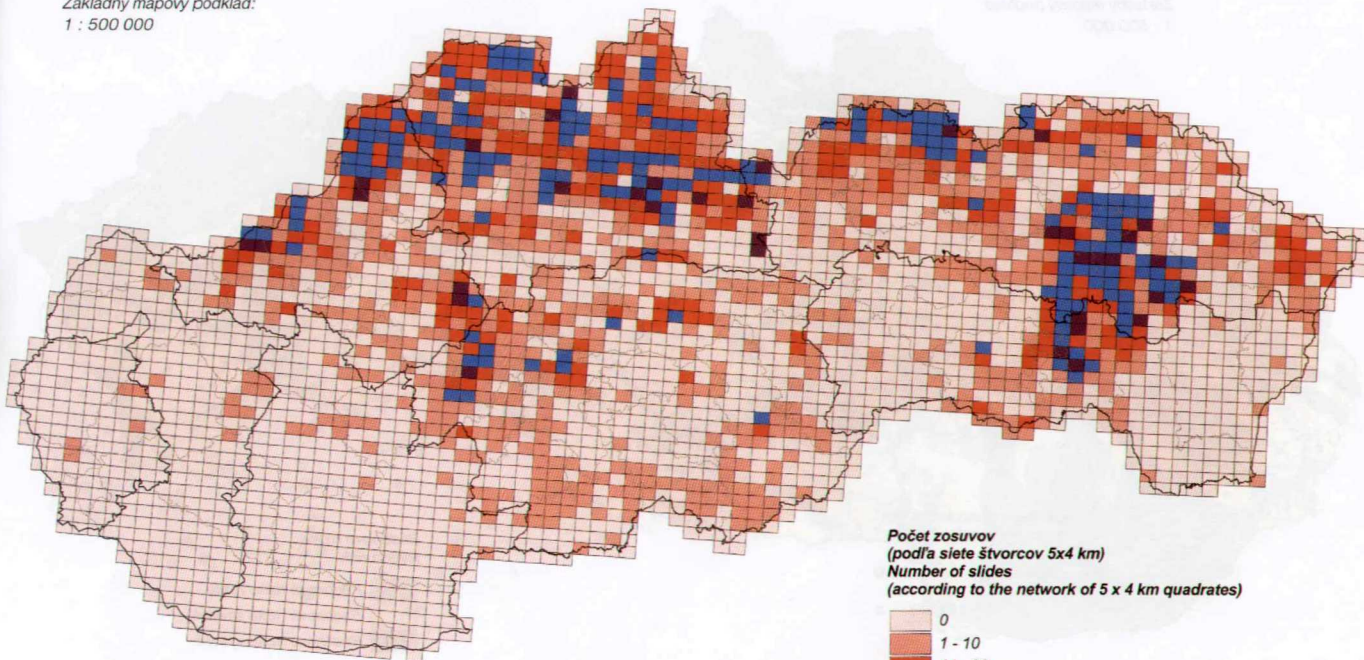 Základný mapový podklad:
1 : 500 000
Počet zosuvov
(podľa siete štvorcov 5x4 km)
Number of slides
(according to the network of 5 x 4 km quadrates)
0
1 - 10